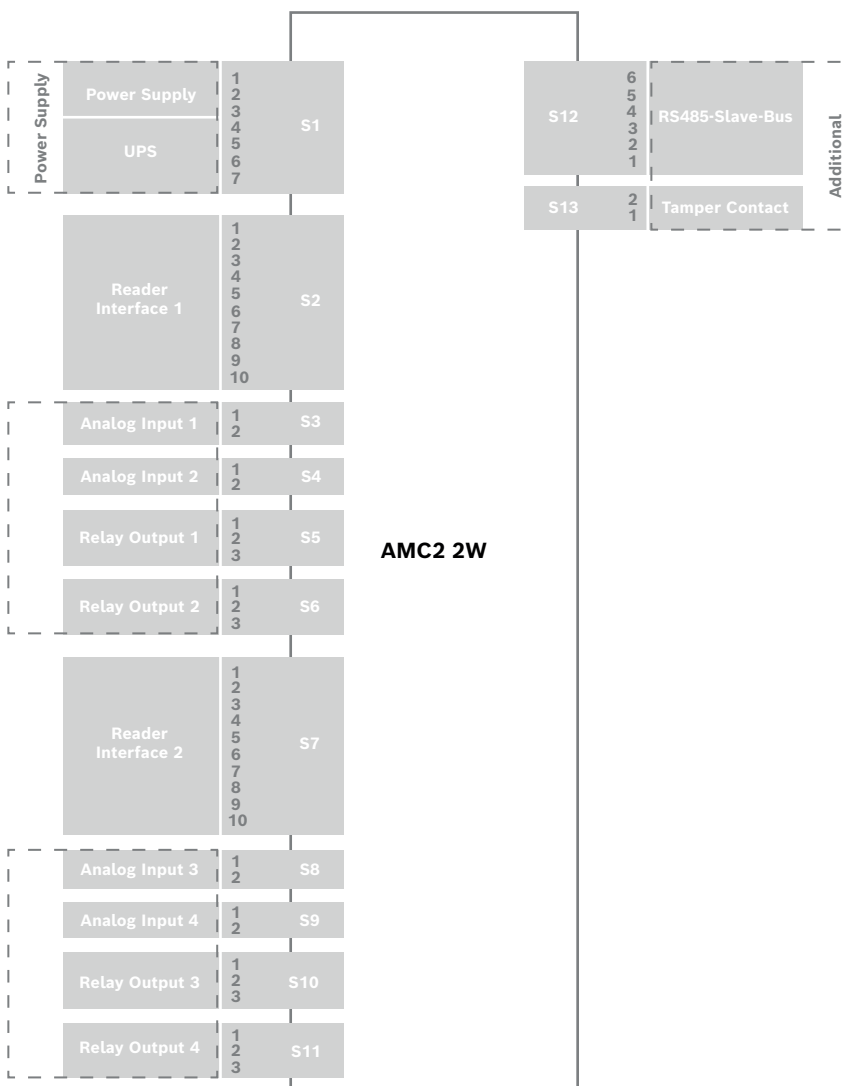 Power Supply
Power Supply
UPS
1
2
3
4
5
6
7
S1
Reader
Interface 1
1
2
3
4
5
6
7
8
9
10
S2
Analog Input 1
1
2
S3
Analog Input 2
1
2
S4
Relay Output 1
1
2
3
S5
Relay Output 2
1
2
3
S6
Reader
Interface 2
1
2
3
4
5
6
7
8
9
10
S7
Analog Input 3
1
2
S8
Analog Input 4
1
2
S9
Relay Output 3
1
2
3
S10
Relay Output 4
1
2
3
S11
AMC2 2W
S12
6
5
4
3
2
1
RS485-Slave-Bus
S13
2
1
Tamper Contact
Additional